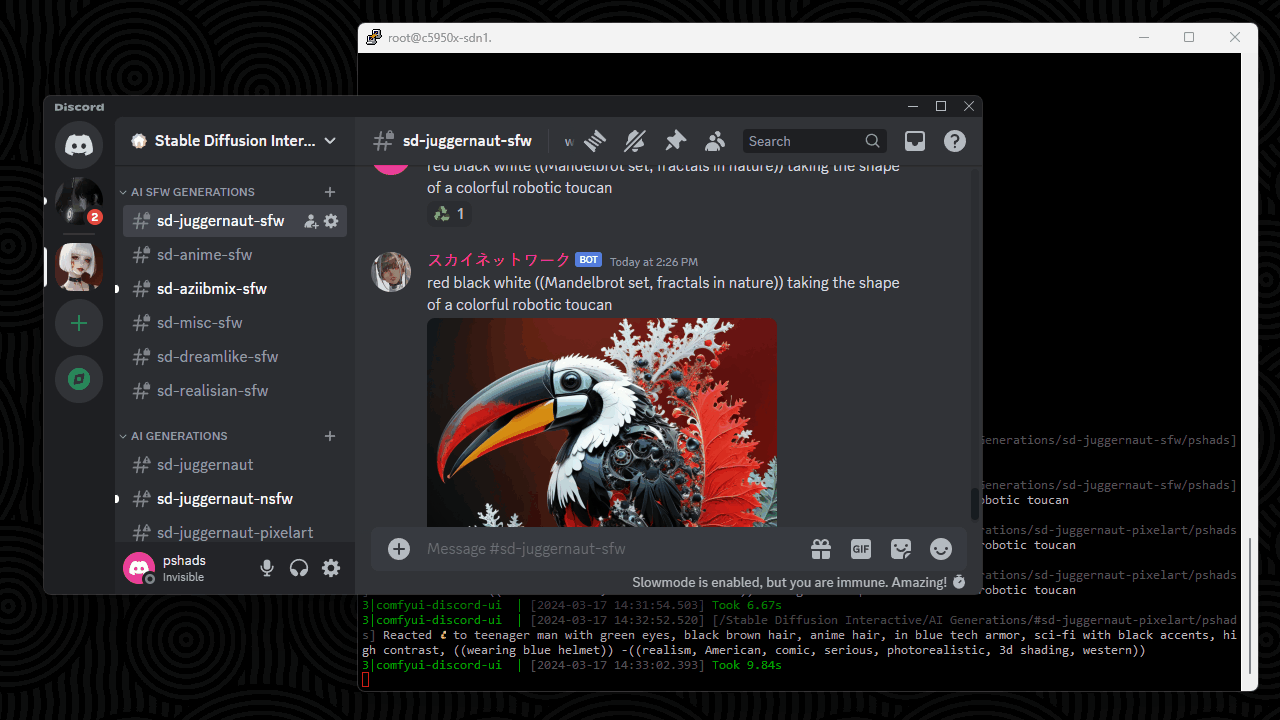 root@c5950x-sdn1.
Discord
Stable Diffusion Inter...
sd-juggernaut-sfw
w
Search
2
AI SFW GENERATIONS
sd-juggernaut-sfw
sd-anime-sfw
sd-aziibmix-sfw
sd-misc-sfw
sd-dreamlike-sfw
sd-realisian-sfw
AI GENERATIONS
sd-juggernaut
sd-juggernaut-nsfw
sd-juggernaut-pixelart
pshads
Invisible
red black white ((Mandelbrot set, fractals in nature)) taking the shape
of a colorful robotic toucan
1
スカイネットワーク BOT Today at 2:26 PM
red black white ((Mandelbrot set, fractals in nature)) taking the shape
of a colorful robotic toucan
Message #sd-juggernaut-sfw
GIF
Slowmode is enabled, but you are immune. Amazing!
Generations/sd-juggernaut-sfw/pshads]
Generations/sd-juggernaut-sfw/pshads]
obotic toucan
erations/sd-juggernaut-pixelart/pshads
robotic toucan
erations/sd-juggernaut-pixelart/pshads
robotic toucan
3|comfyui-discord-ui | [2024-03-17 14:31:54.503] Took 6.67s
3|comfyui-discord-ui | [2024-03-17 14:32:52.520] [/Stable Diffusion Interactive/AI Generations/#sd-juggernaut-pixelart/pshad
s] Reacted to teenager man with green eyes, black brown hair, anime hair, in blue tech armor, sci-fi with black accents, hi
gh contrast, ((wearing blue helmet)) -((realism, American, comic, serious, photorealistic, 3d shading, western))
3|comfyui-discord-ui | [2024-03-17 14:33:02.393] Took 9.84s